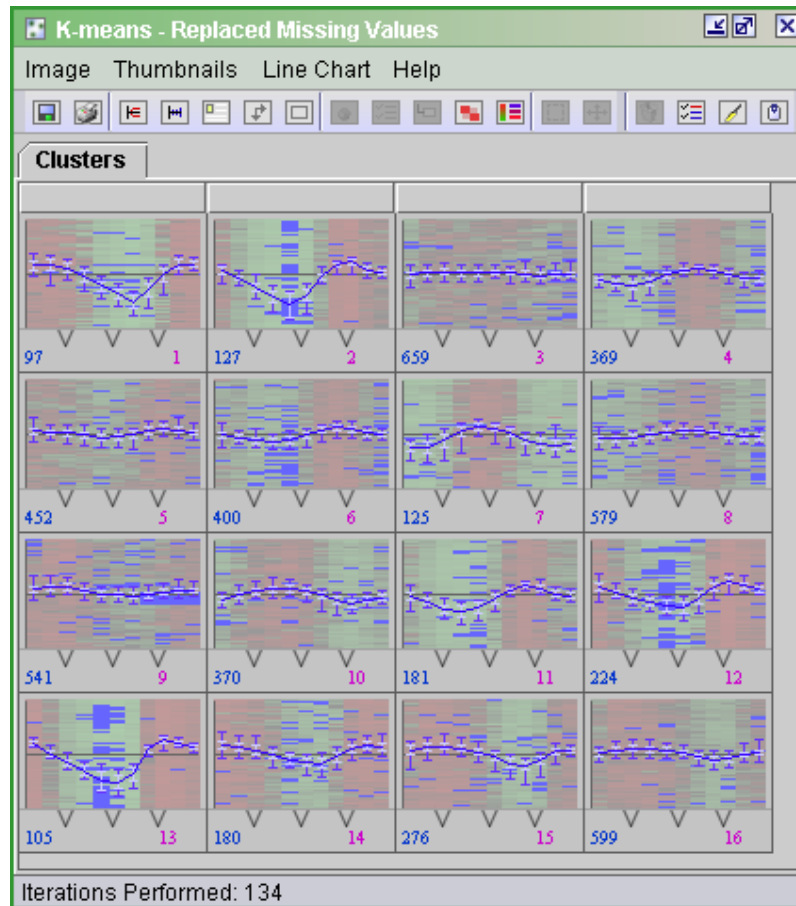 K-means - Replaced Missing Values
Image Thumbnails Line Chart Help
Clusters
97 1 127 2 659 3 369 4
452 5 400 6 125 7 579 8
541 9 370 10 181 11 224 12
105 13 180 14 276 15 599 16
Iterations Performed: 134